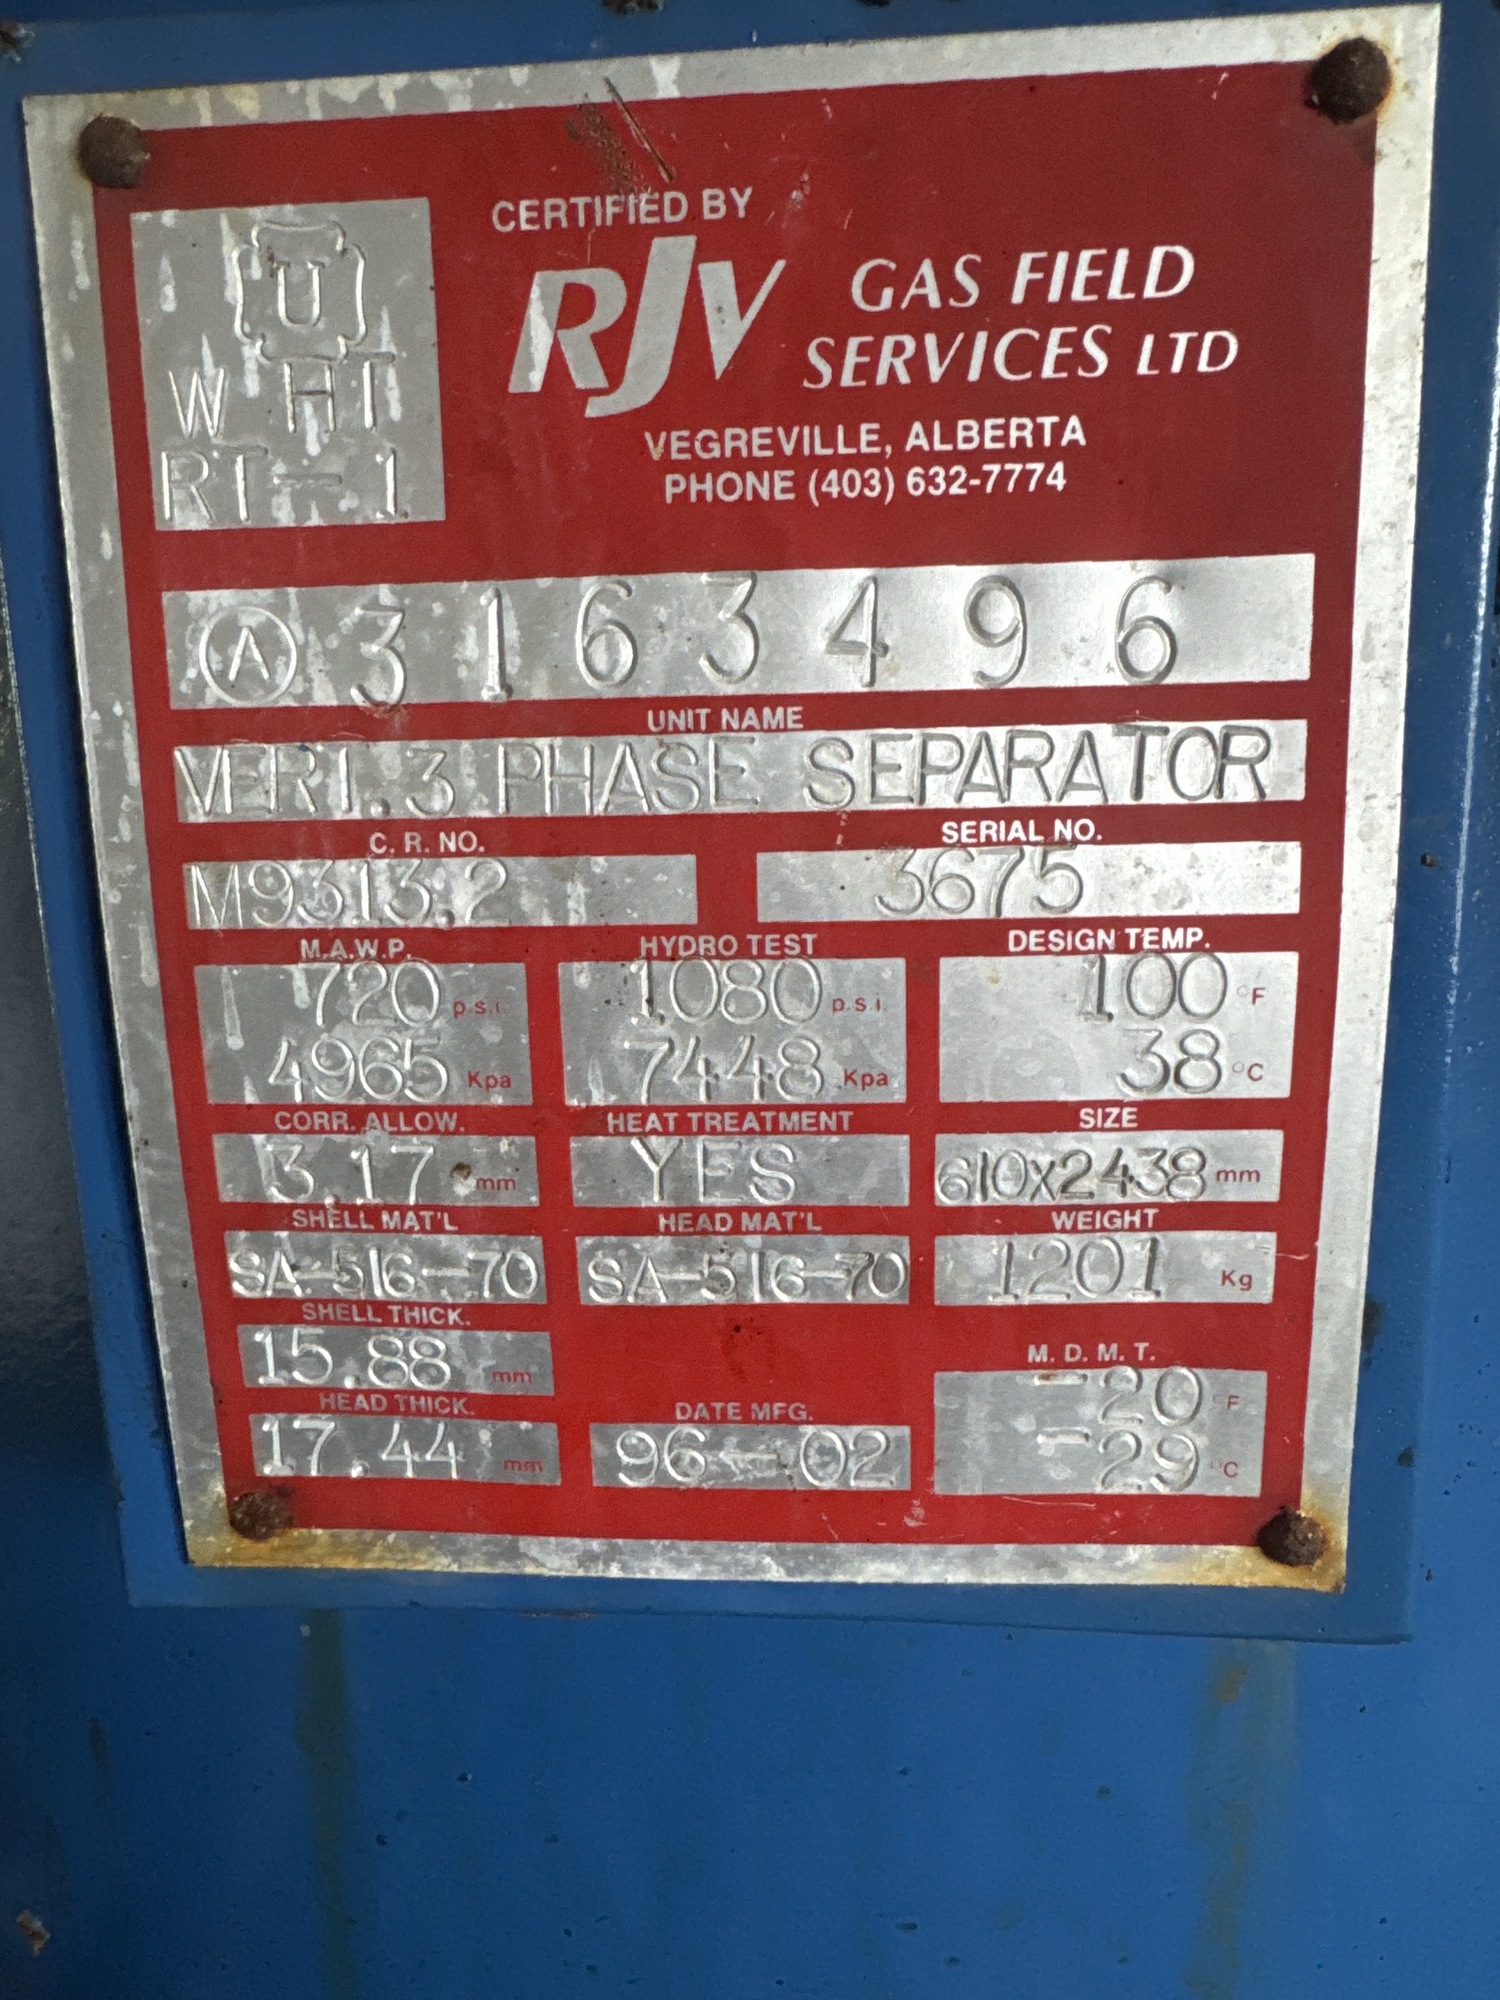 U
W HT
RT-1
CERTIFIED BY
RJV GAS FIELD
SERVICES LTD
VEGREVILLE, ALBERTA
PHONE (403) 632-7774
A 3163496
UNIT NAME
VERT. 3 PHASE SEPARATOR
C. R. NO. SERIAL NO.
M9313.2 3675
M.A.W.P. HYDRO TEST DESIGN TEMP.
720 p.s.i. 1080 p.s.i. 100 °F
4965 Kpa 7448 Kpa 38 °C
CORR. ALLOW. HEAT TREATMENT SIZE
3.17 mm YES 610X2438 mm
SHELL MAT'L HEAD MAT'L WEIGHT
SA-516-70 SA-516-70 1201 Kg
SHELL THICK.
15.88 mm
M. D. M. T.
-20 °F
HEAD THICK. DATE MFG.
17.44 mm 96-02 -29 °C